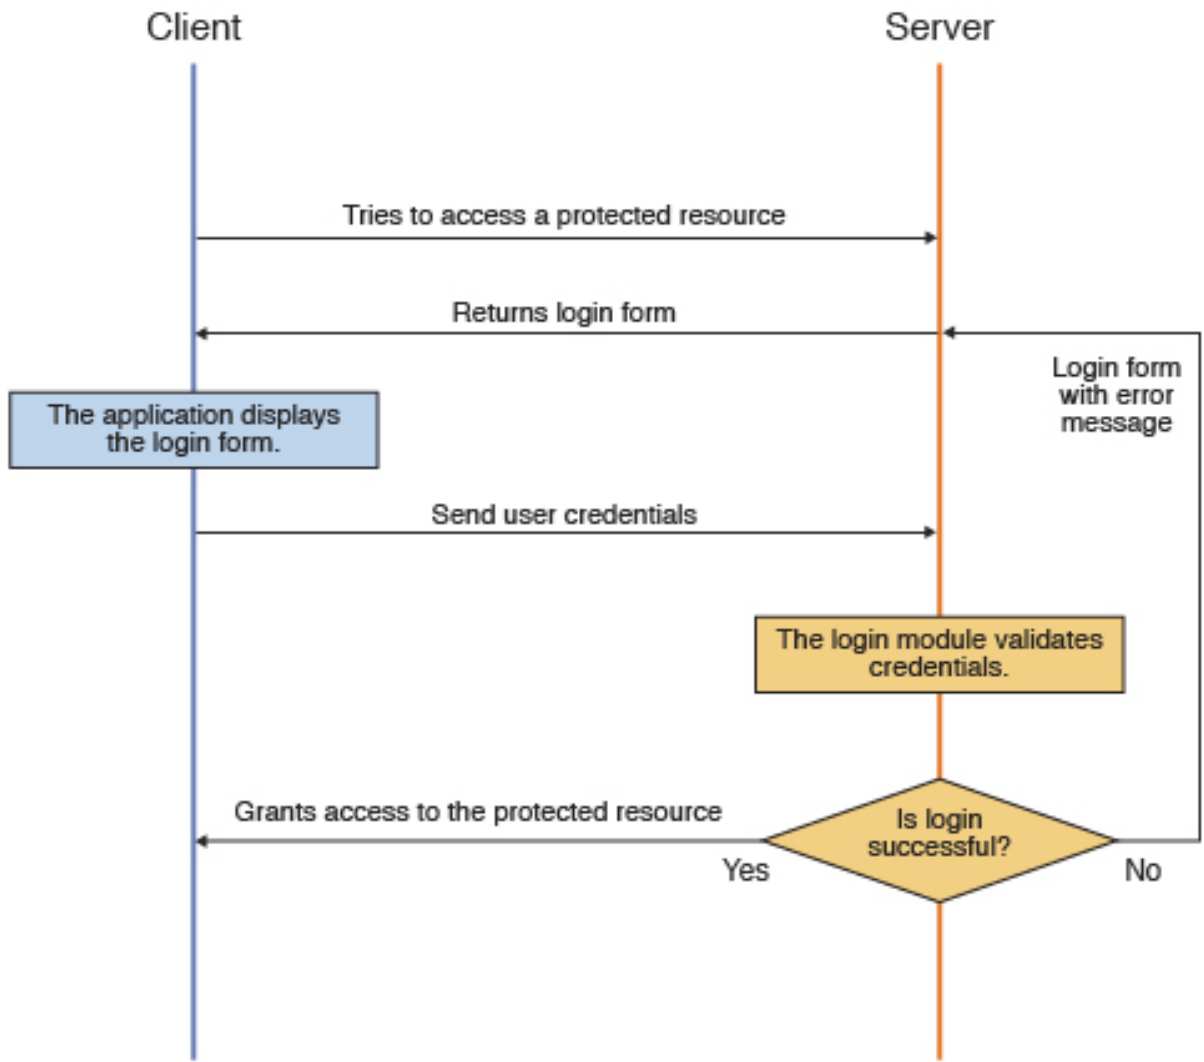 Client
Server
Tries to access a protected resource
Returns login form
Login form
with error
message
The application displays
the login form.
Send user credentials
The login module validates
credentials.
Grants access to the protected resource
Is login
successful?
Yes
No